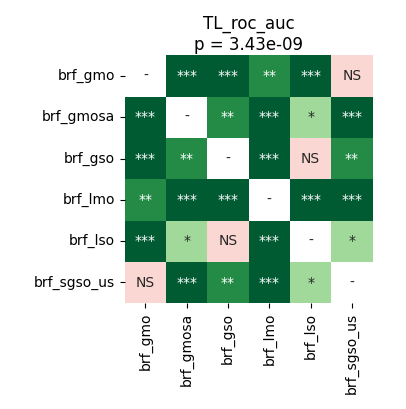 TL_roc_auc
p = 3.43e-09
brf_gmo - *** *** ** *** NS
brf_gmosa *** - ** *** * ***
brf_gso *** ** - *** NS **
brf_lmo ** *** *** - *** ***
brf_lso *** * NS *** - *
brf_sgso_us NS *** ** *** * -
brf_gmo
brf_gmosa
brf_gso
brf_lmo
brf_lso
brf_sgso_us